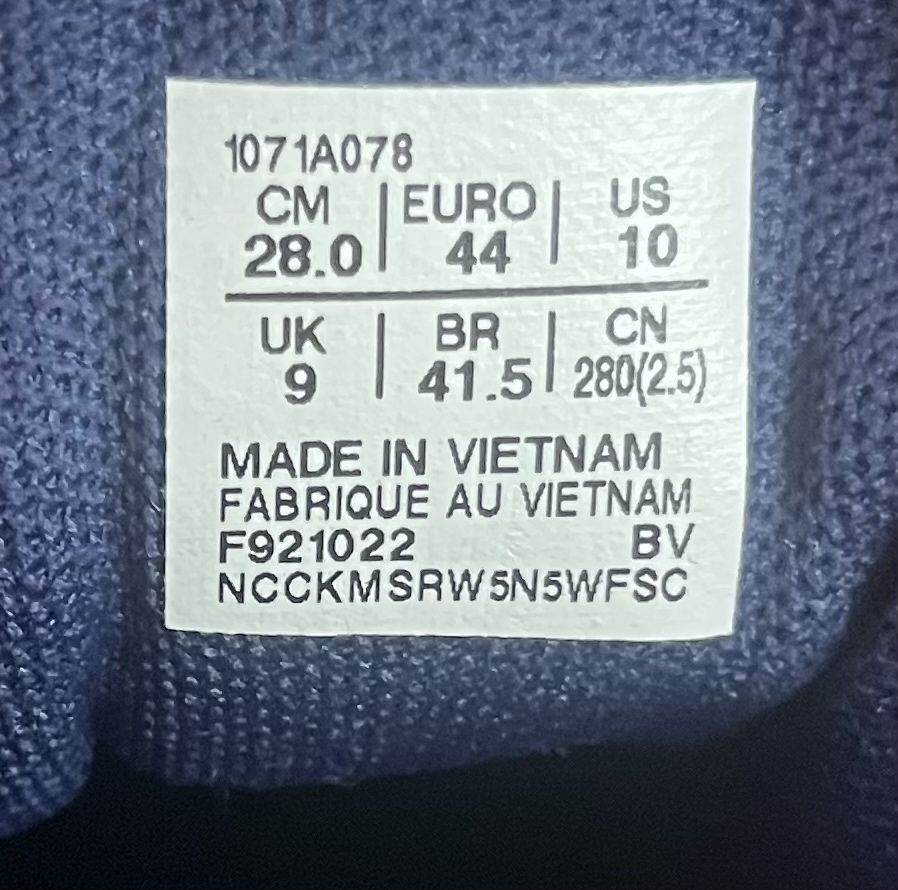 1071A078
CM | EURO | US
28.0 | 44 | 10
UK | BR | CN
9 | 41.5 | 280(2.5)
MADE IN VIETNAM
FABRIQUE AU VIETNAM
F921022 BV
NCCKMSRW5N5WFSC